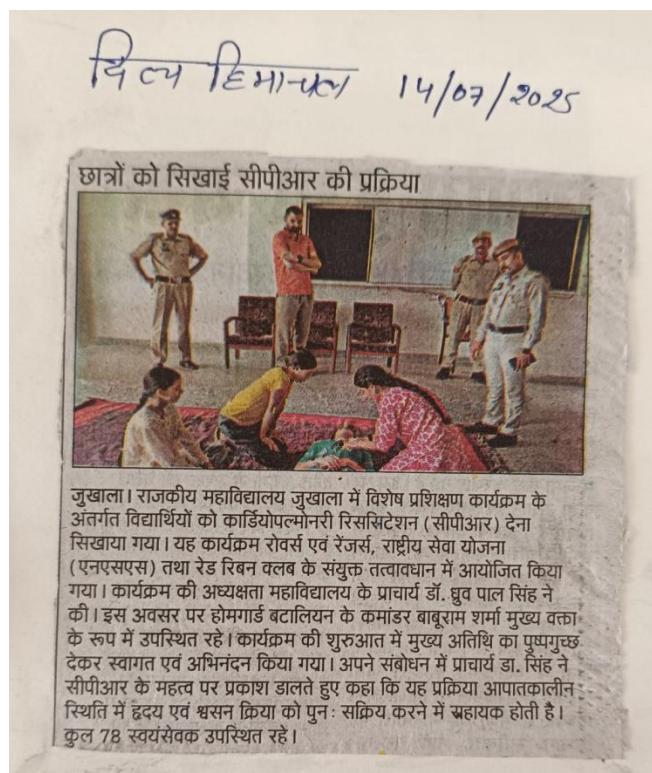 दिव्य हिमाचल 14/07/2025
छात्रों को सिखाई सीपीआर की प्रक्रिया
जुखाला। राजकीय महाविद्यालय जुखाला में विशेष प्रशिक्षण कार्यक्रम के
अंतर्गत विद्यार्थियों को कार्डियोपल्मोनरी रिससिटेशन (सीपीआर) देना
सिखाया गया। यह कार्यक्रम रोवर्स एवं रेंजर्स, राष्ट्रीय सेवा योजना
(एनएसएस) तथा रेड रिबन क्लब के संयुक्त तत्वावधान में आयोजित किया
गया। कार्यक्रम की अध्यक्षता महाविद्यालय के प्राचार्य डॉ. ध्रुव पाल सिंह ने
की। इस अवसर पर होमगार्ड बटालियन के कमांडर बाबूराम शर्मा मुख्य वक्ता
के रूप में उपस्थित रहे। कार्यक्रम की शुरुआत में मुख्य अतिथि का पुष्पगुच्छ
देकर स्वागत एवं अभिनंदन किया गया। अपने संबोधन में प्राचार्य डा. सिंह ने
सीपीआर के महत्व पर प्रकाश डालते हुए कहा कि यह प्रक्रिया आपातकालीन
स्थिति में हृदय एवं श्वसन क्रिया को पुनः सक्रिय करने में सहायक होती है।
कुल 78 स्वयंसेवक उपस्थित रहे।